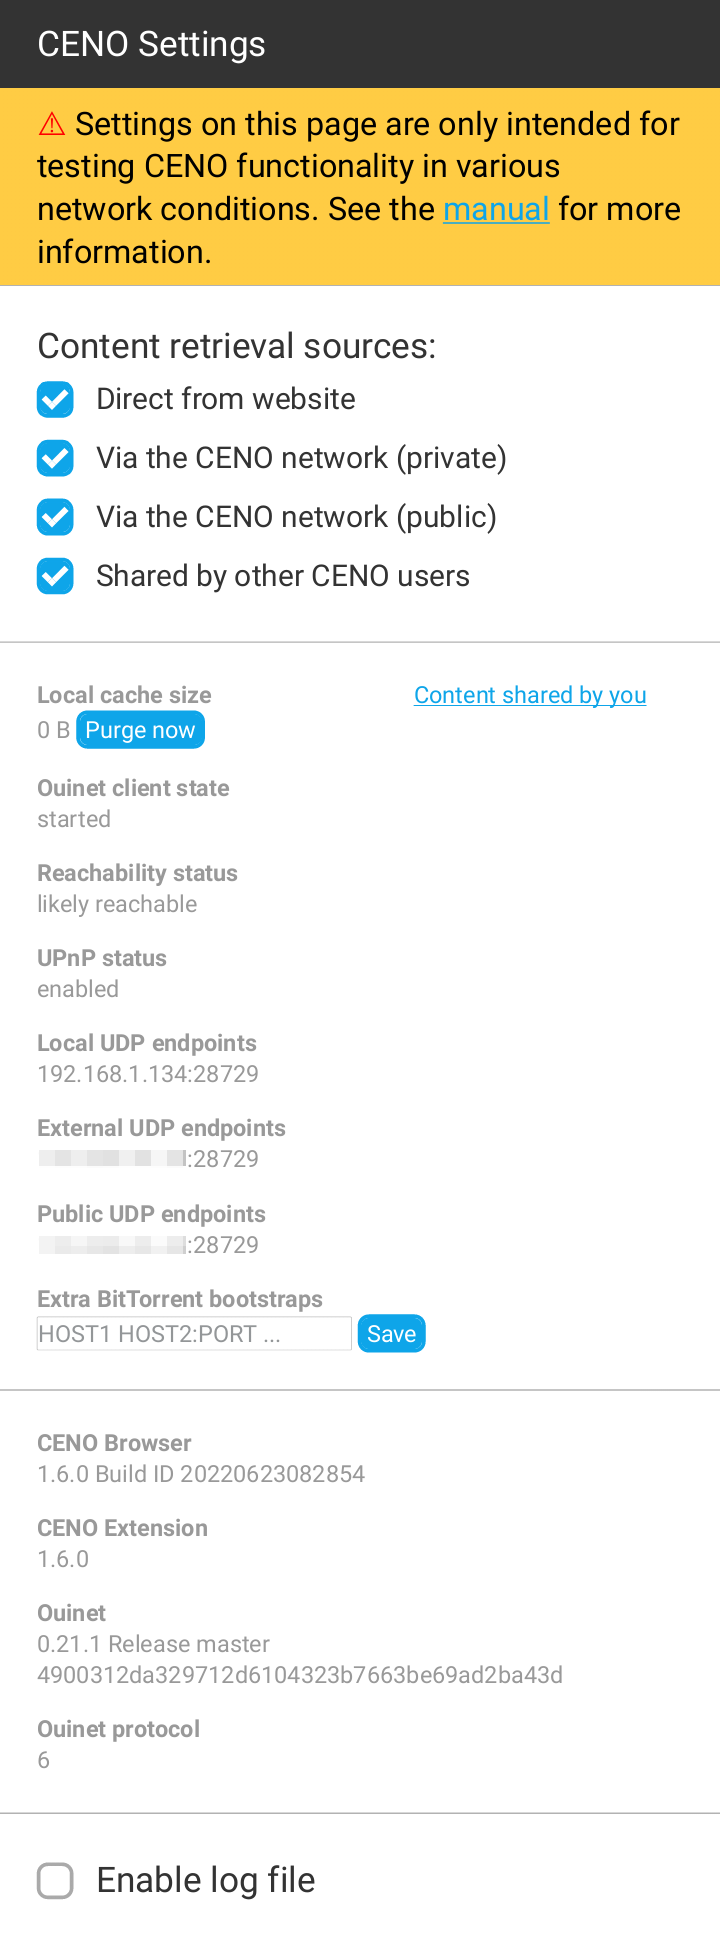 CENO Settings
⚠ Settings on this page are only intended for
testing CENO functionality in various
network conditions. See the manual for more
information.
Content retrieval sources:
Direct from website
Via the CENO network (private)
Via the CENO network (public)
Shared by other CENO users
Local cache size
Content shared by you
0 B Purge now
Ouinet client state
started
Reachability status
likely reachable
UPnP status
enabled
Local UDP endpoints
192.168.1.134:28729
External UDP endpoints
:28729
Public UDP endpoints
:28729
Extra BitTorrent bootstraps
HOST1 HOST2:PORT ... Save
CENO Browser
1.6.0 Build ID 20220623082854
CENO Extension
1.6.0
Ouinet
0.21.1 Release master
4900312da329712d6104323b7663be69ad2ba43d
Ouinet protocol
6
Enable log file